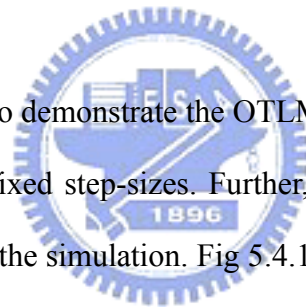 o demonstrate the OTLM
fixed step-sizes. Further,
1896
the simulation. Fig 5.4.1